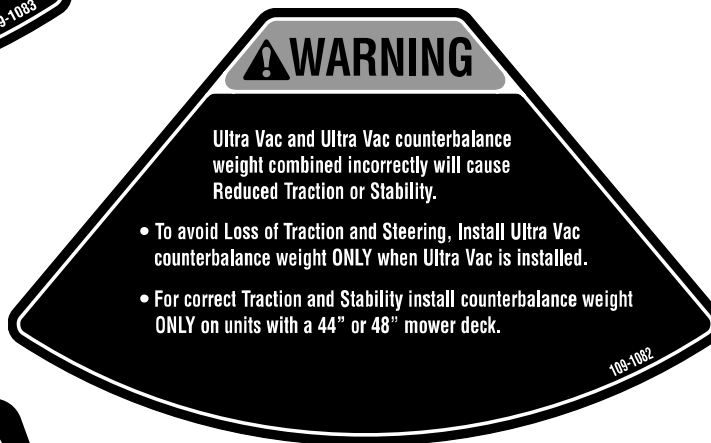 9-1083
WARNING
Ultra Vac and Ultra Vac counterbalance
weight combined incorrectly will cause
Reduced Traction or Stability.
• To avoid Loss of Traction and Steering, Install Ultra Vac
counterbalance weight ONLY when Ultra Vac is installed.
• For correct Traction and Stability install counterbalance weight
ONLY on units with a 44” or 48” mower deck.
109-1082